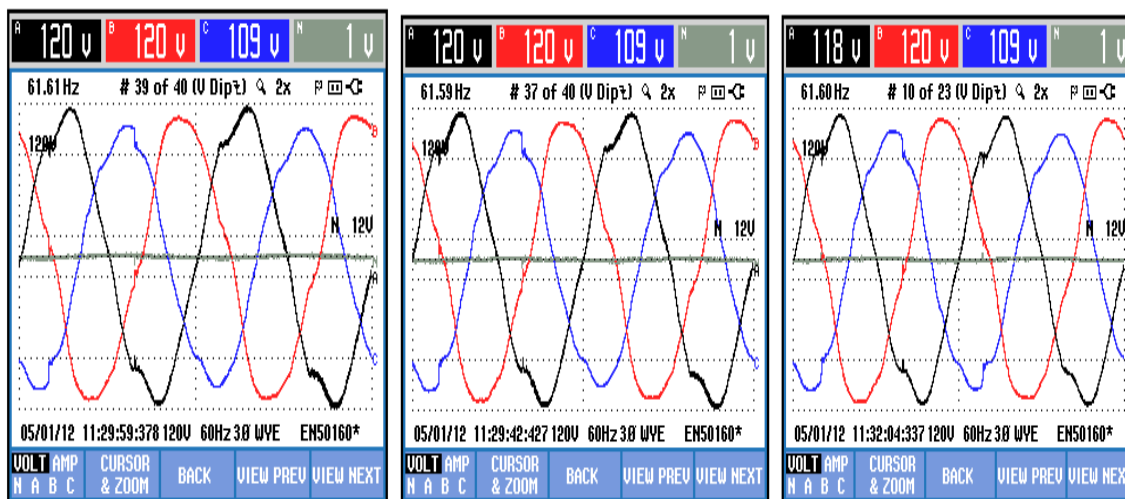 A 120 V B 120 V C 109 V N 1 V
61.61 Hz # 39 of 40 (V Dip) 2x
120V
B
N 12V
N
A
C
05/01/12 11:29:59:378 120V 60Hz 3Ø WYE EN50160*
VOLT AMP
N A B C
CURSOR
& ZOOM
BACK
VIEW PREV
VIEW NEXT
A 120 V B 120 V C 109 V N 1 V
61.59 Hz # 37 of 40 (V Dip) 2x
120V
B
N 12V
A
C
05/01/12 11:29:42:427 120V 60Hz 3Ø WYE EN50160*
VOLT AMP
N A B C
CURSOR
& ZOOM
BACK
VIEW PREV
VIEW NEXT
A 118 V B 120 V C 109 V N 1 V
61.60 Hz # 10 of 23 (V Dip) 2x
120V
B
N 12V
A
C
05/01/12 11:32:04:337 120V 60Hz 3Ø WYE EN50160*
VOLT AMP
N A B C
CURSOR
& ZOOM
BACK
VIEW PREV
VIEW NEXT